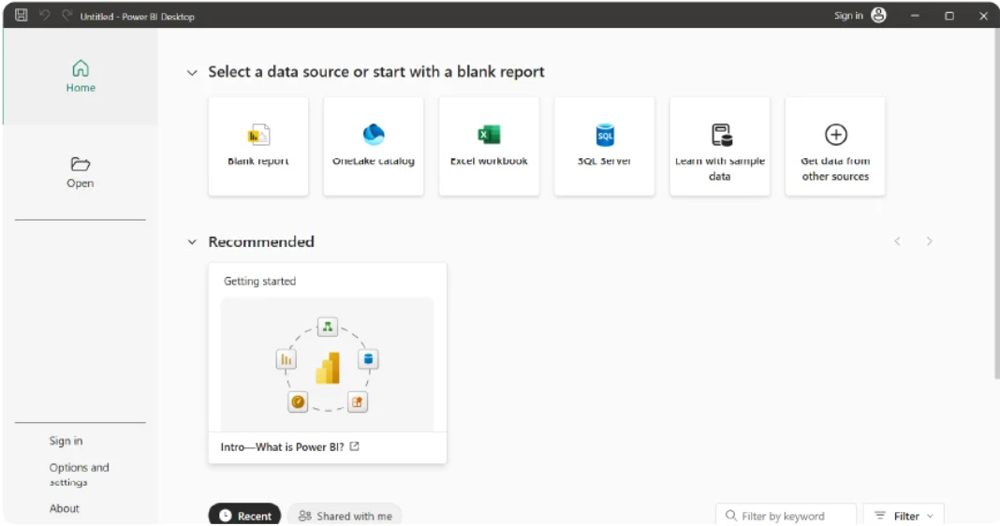 Untitled - Power BI Desktop
Sign in
Home
Open
Select a data source or start with a blank report
Blank report
OneLake catalog
Excel workbook
SQL
SQL Server
Learn with sample
data
Get data from
other sources
Recommended
Getting started
Intro—What is Power BI?
Sign in
Options and
settings
About
Recent
Shared with me
Filter by keyword
Filter